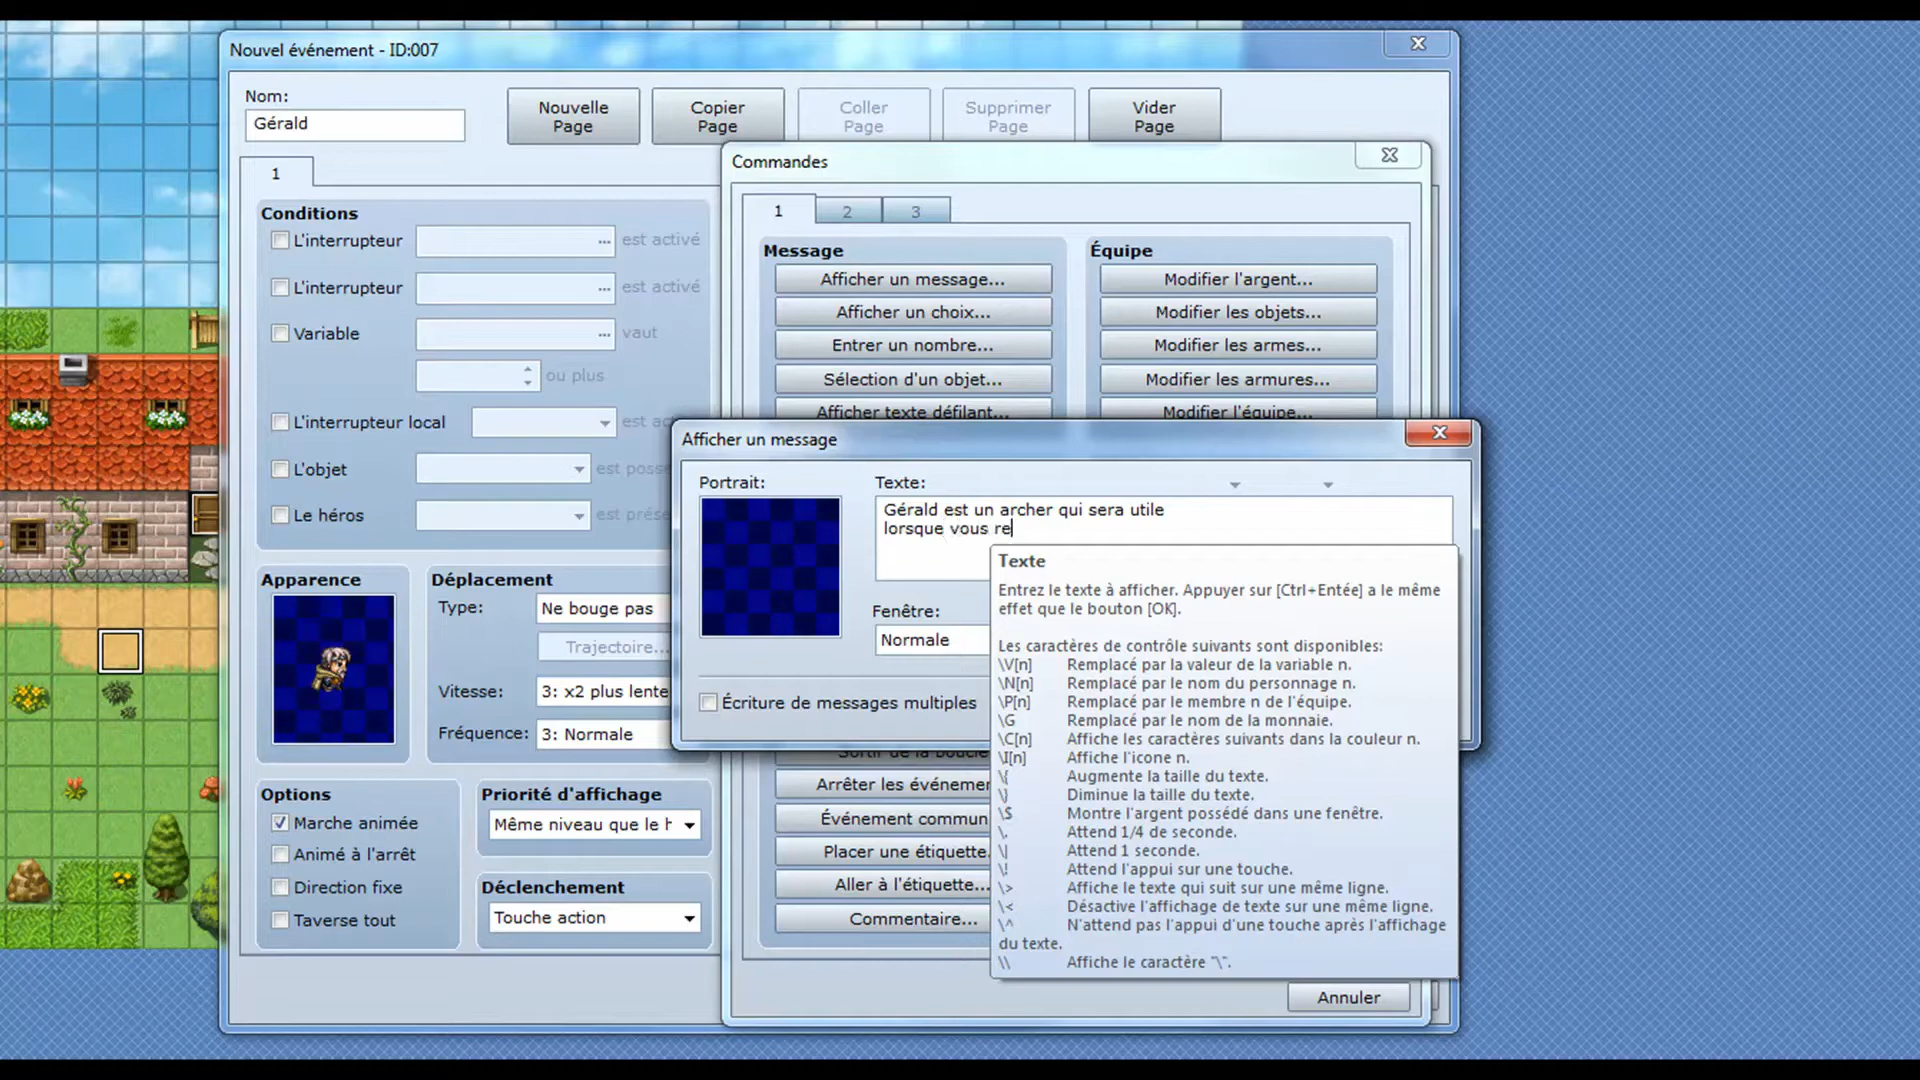 Nouvel événement - ID:007
Nom:
Gérald
Nouvelle Page
Copier Page
Coller Page
Supprimer Page
Vider Page
1
Conditions
L'interrupteur ... est activé
L'interrupteur ... est activé
Variable ... vaut
ou plus
L'interrupteur local
L'objet
Le héros
Apparence
Déplacement
Type: Ne bouge pas
Trajectoire...
Vitesse: 3: x2 plus lente
Fréquence: 3: Normale
Options
Marche animée
Animé à l'arrêt
Direction fixe
Taverse tout
Priorité d'affichage
Même niveau que le h
Déclenchement
Touche action
Commandes
1 2 3
Message
Afficher un message...
Afficher un choix...
Entrer un nombre...
Sélection d'un objet...
Afficher texte défilant...
Équipe
Modifier l'argent...
Modifier les objets...
Modifier les armes...
Modifier les armures...
Modifier l'équipe...
Afficher un message
Portrait:
Texte:
Gérald est un archer qui sera utile
lorsque vous re
Fenêtre:
Normale
Écriture de messages multiples
Sortir de la boucle
Arrêter les événemen
Événement commun
Placer une étiquette.
Aller à l'étiquette...
Commentaire...
Texte
Entrez le texte à afficher. Appuyer sur [Ctrl+Entée] a le même
effet que le bouton [OK].
Les caractères de contrôle suivants sont disponibles:
\V[n] Remplacé par la valeur de la variable n.
\N[n] Remplacé par le nom du personnage n.
\P[n] Remplacé par le membre n de l'équipe.
\G Remplacé par le nom de la monnaie.
\C[n] Affiche les caractères suivants dans la couleur n.
\I[n] Affiche l'icone n.
\{ Augmente la taille du texte.
\} Diminue la taille du texte.
\$ Montre l'argent possédé dans une fenêtre.
\. Attend 1/4 de seconde.
\| Attend 1 seconde.
\! Attend l'appui sur une touche.
\> Affiche le texte qui suit sur une même ligne.
\< Désactive l'affichage de texte sur une même ligne.
\^ N'attend pas l'appui d'une touche après l'affichage
du texte.
\\ Affiche le caractère "\".
Annuler